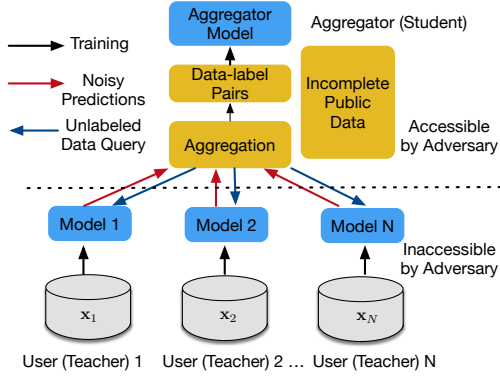 Training
Noisy
Predictions
Unlabeled
Data Query
Aggregator
Model
Data-label
Pairs
Aggregation
Aggregator (Student)
Incomplete
Public
Data
Accessible
by Adversary
Model 1
Model 2
Model N
Inaccessible
by Adversary
x₁
x₂
x_N
User (Teacher) 1
User (Teacher) 2 ... User (Teacher) N